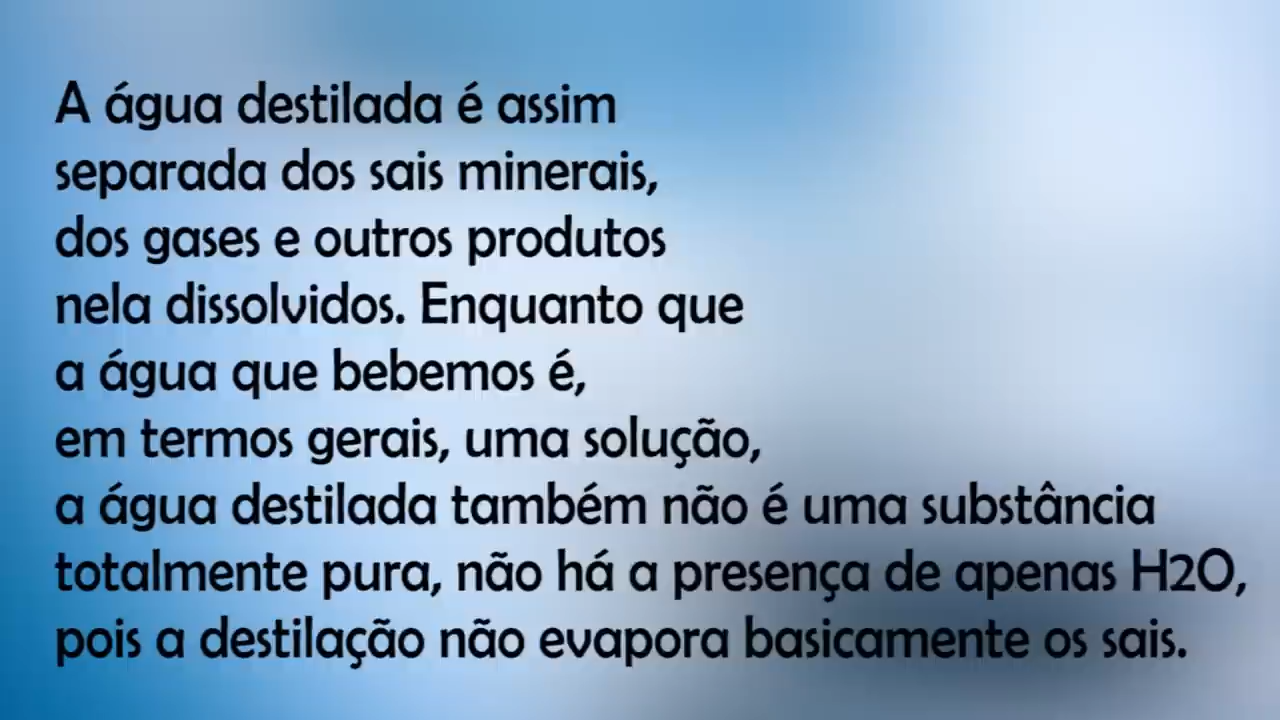 A água destilada é assim
separada dos sais minerais,
dos gases e outros produtos
nela dissolvidos. Enquanto que
a água que bebemos é,
em termos gerais, uma solução,
a água destilada também não é uma substância
totalmente pura, não há a presença de apenas H2O,
pois a destilação não evapora basicamente os sais.